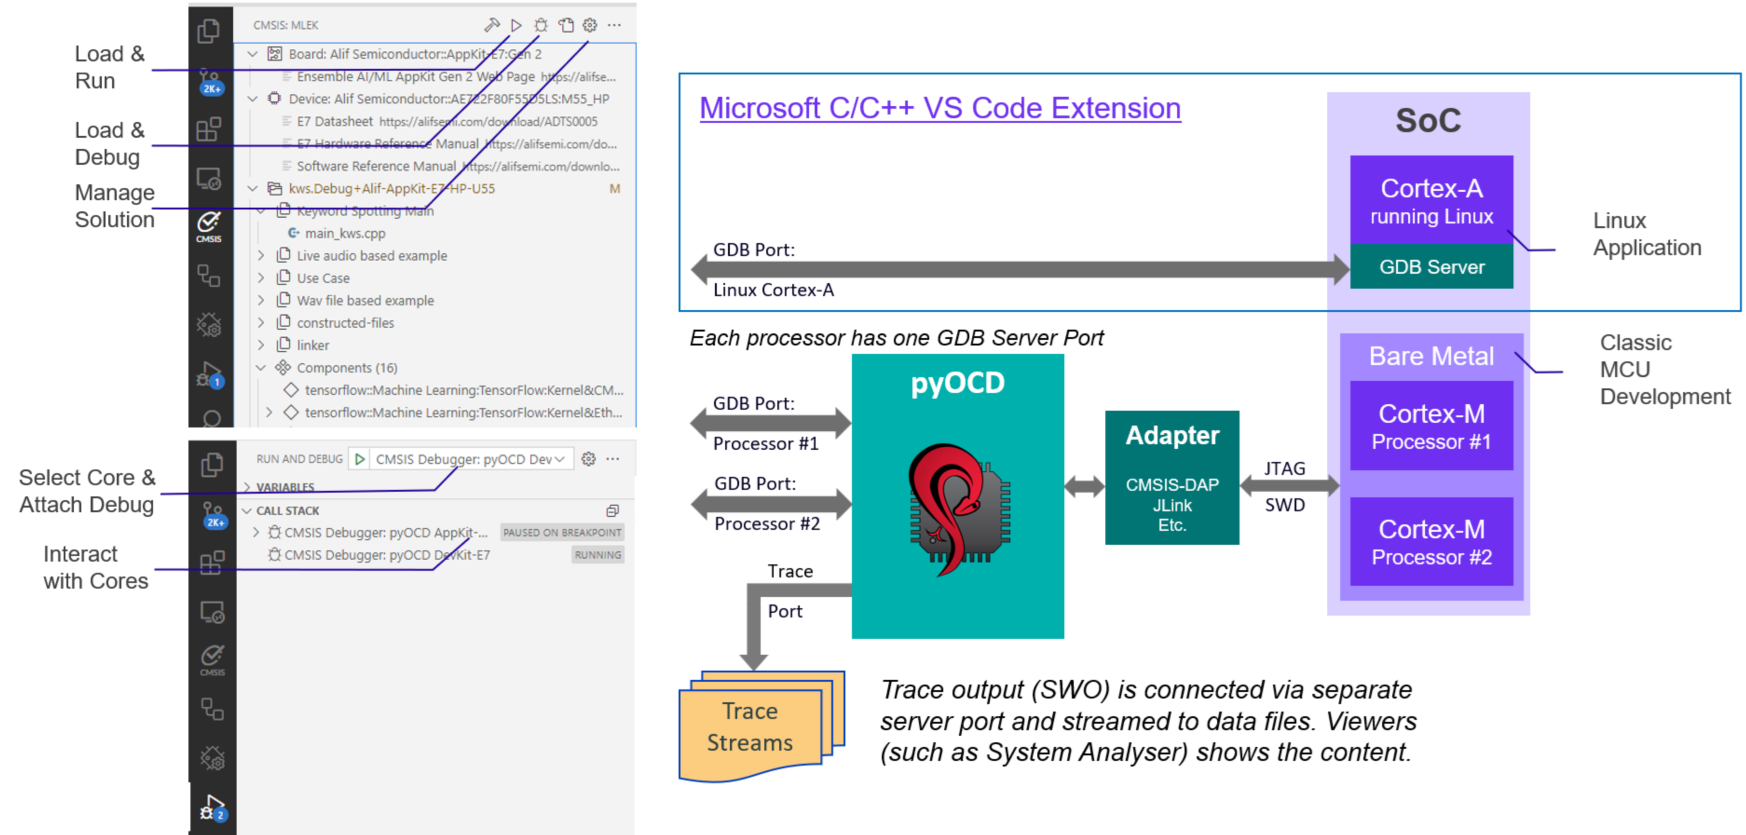 Load &
Run
Load &
Debug
Manage
Solution
CMSIS: MLEK
2K+
CMSIS
1
Board: Alif Semiconductor::AppKit-E7:Gen 2
Ensemble AI/ML AppKit Gen 2 Web Page https://alifse...
Device: Alif Semiconductor::AE722F80F55D5LS:M55_HP
E7 Datasheet https://alifsemi.com/download/ADTS0005
E7 Hardware Reference Manual https://alifsemi.com/do...
Software Reference Manual https://alifsemi.com/downlo...
kws.Debug+Alif-AppKit-E7-HP-U55 M
Keyword Spotting Main
main_kws.cpp
Live audio based example
Use Case
Wav file based example
constructed-files
linker
Components (16)
tensorflow::Machine Learning:TensorFlow:Kernel&CM...
tensorflow::Machine Learning:TensorFlow:Kernel&Eth...
Select Core &
Attach Debug
Interact
with Cores
RUN AND DEBUG CMSIS Debugger: pyOCD Dev
VARIABLES
CALL STACK
CMSIS Debugger: pyOCD AppKit-... PAUSED ON BREAKPOINT
CMSIS Debugger: pyOCD DevKit-E7 RUNNING
2K+
CMSIS
2
Microsoft C/C++ VS Code Extension
SoC
Cortex-A
running Linux
GDB Server
Linux
Application
GDB Port:
Linux Cortex-A
Each processor has one GDB Server Port
pyOCD
GDB Port:
Processor #1
GDB Port:
Processor #2
Adapter
CMSIS-DAP
JLink
Etc.
JTAG
SWD
Bare Metal
Cortex-M
Processor #1
Cortex-M
Processor #2
Classic
MCU
Development
Trace
Port
Trace
Streams
Trace output (SWO) is connected via separate
server port and streamed to data files. Viewers
(such as System Analyser) shows the content.